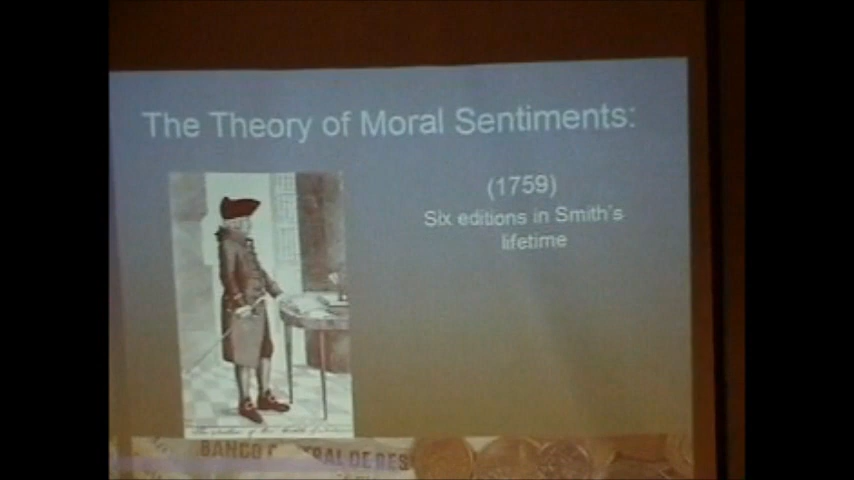 The Theory of Moral Sentiments:
(1759)
Six editions in Smith's
lifetime
BANCO RAL DE RES